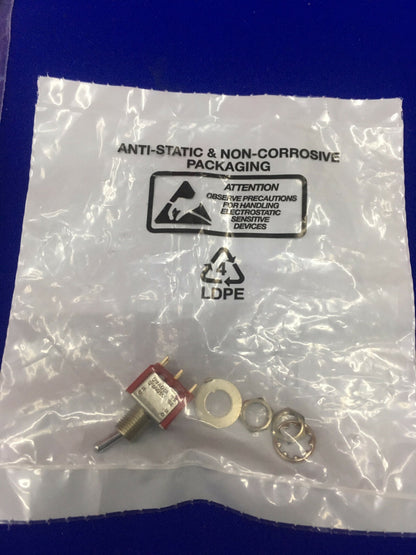 ANTI-STATIC & NON-CORROSIVE
PACKAGING
ATTENTION
OBSERVE PRECAUTIONS
FOR HANDLING
ELECTROSTATIC
SENSITIVE
DEVICES
4
LDPE